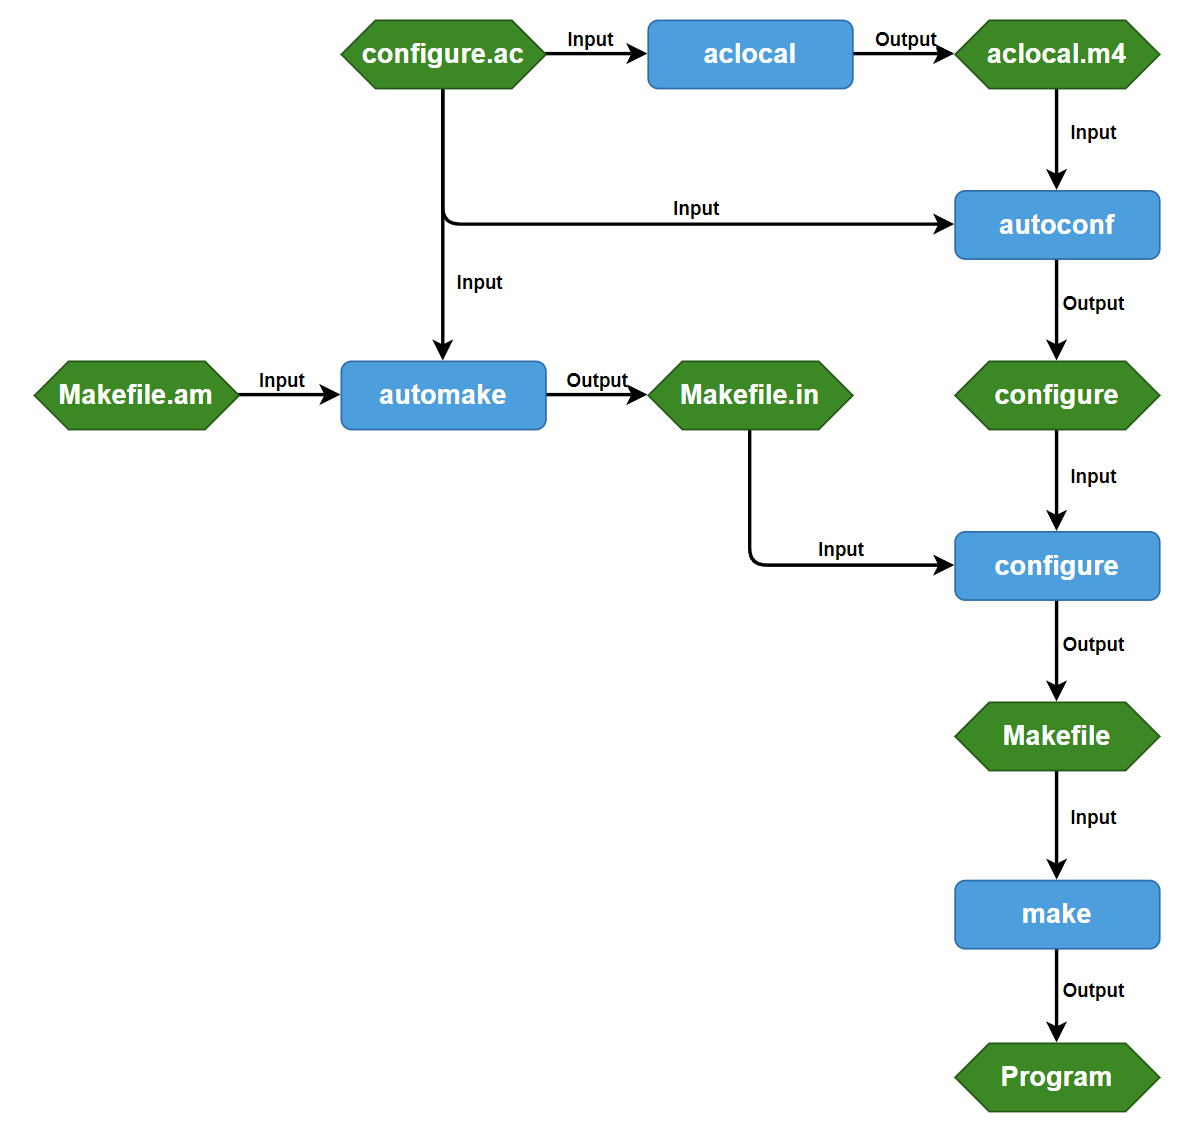 configure.ac
Input
aclocal
Output
aclocal.m4
Input
Input
autoconf
Input
Output
Makefile.am
Input
automake
Output
Makefile.in
configure
Input
Input
configure
Output
Makefile
Input
make
Output
Program